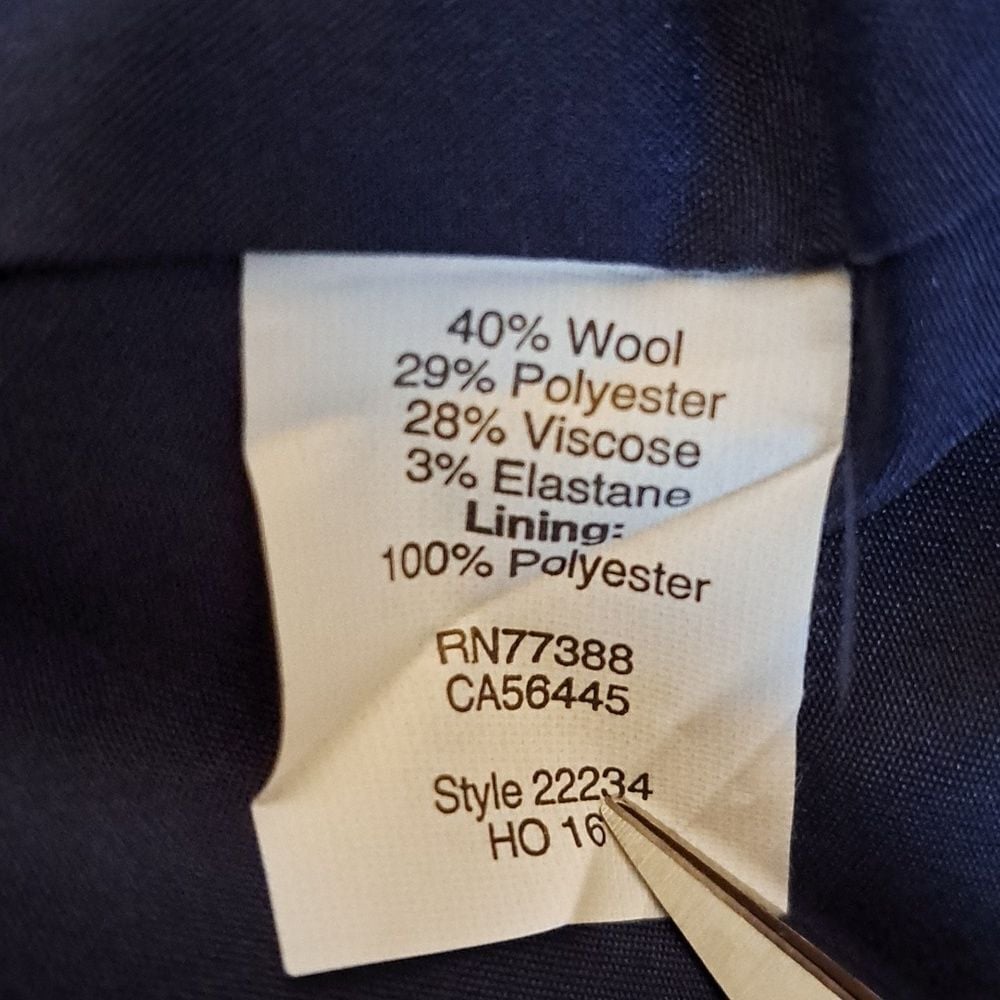 40% Wool
29% Polyester
28% Viscose
3% Elastane
Lining:
100% Polyester
RN77388
CA56445
Style 22234
HO 16